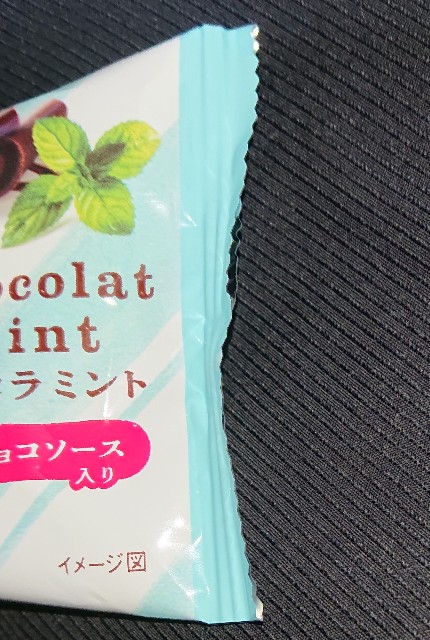 ocolat
int
ラミント
ョコソース
入り
イメージ図